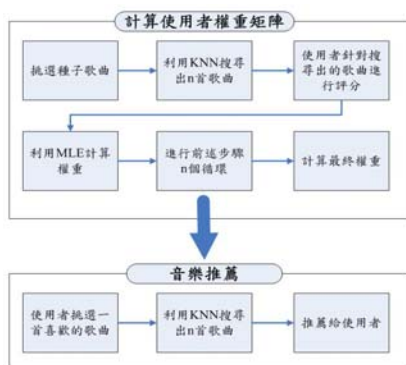 計算使用者權重矩陣
挑選種子歌曲
利用KNN搜尋
出n首歌曲
使用者針對搜
尋出的歌曲進
行評分
利用MLE計算
權重
進行前述步驟
n個循環
計算最終權重
音樂推薦
使用者挑選一
首喜歡的歌曲
利用KNN搜尋
出n首歌曲
推薦給使用者